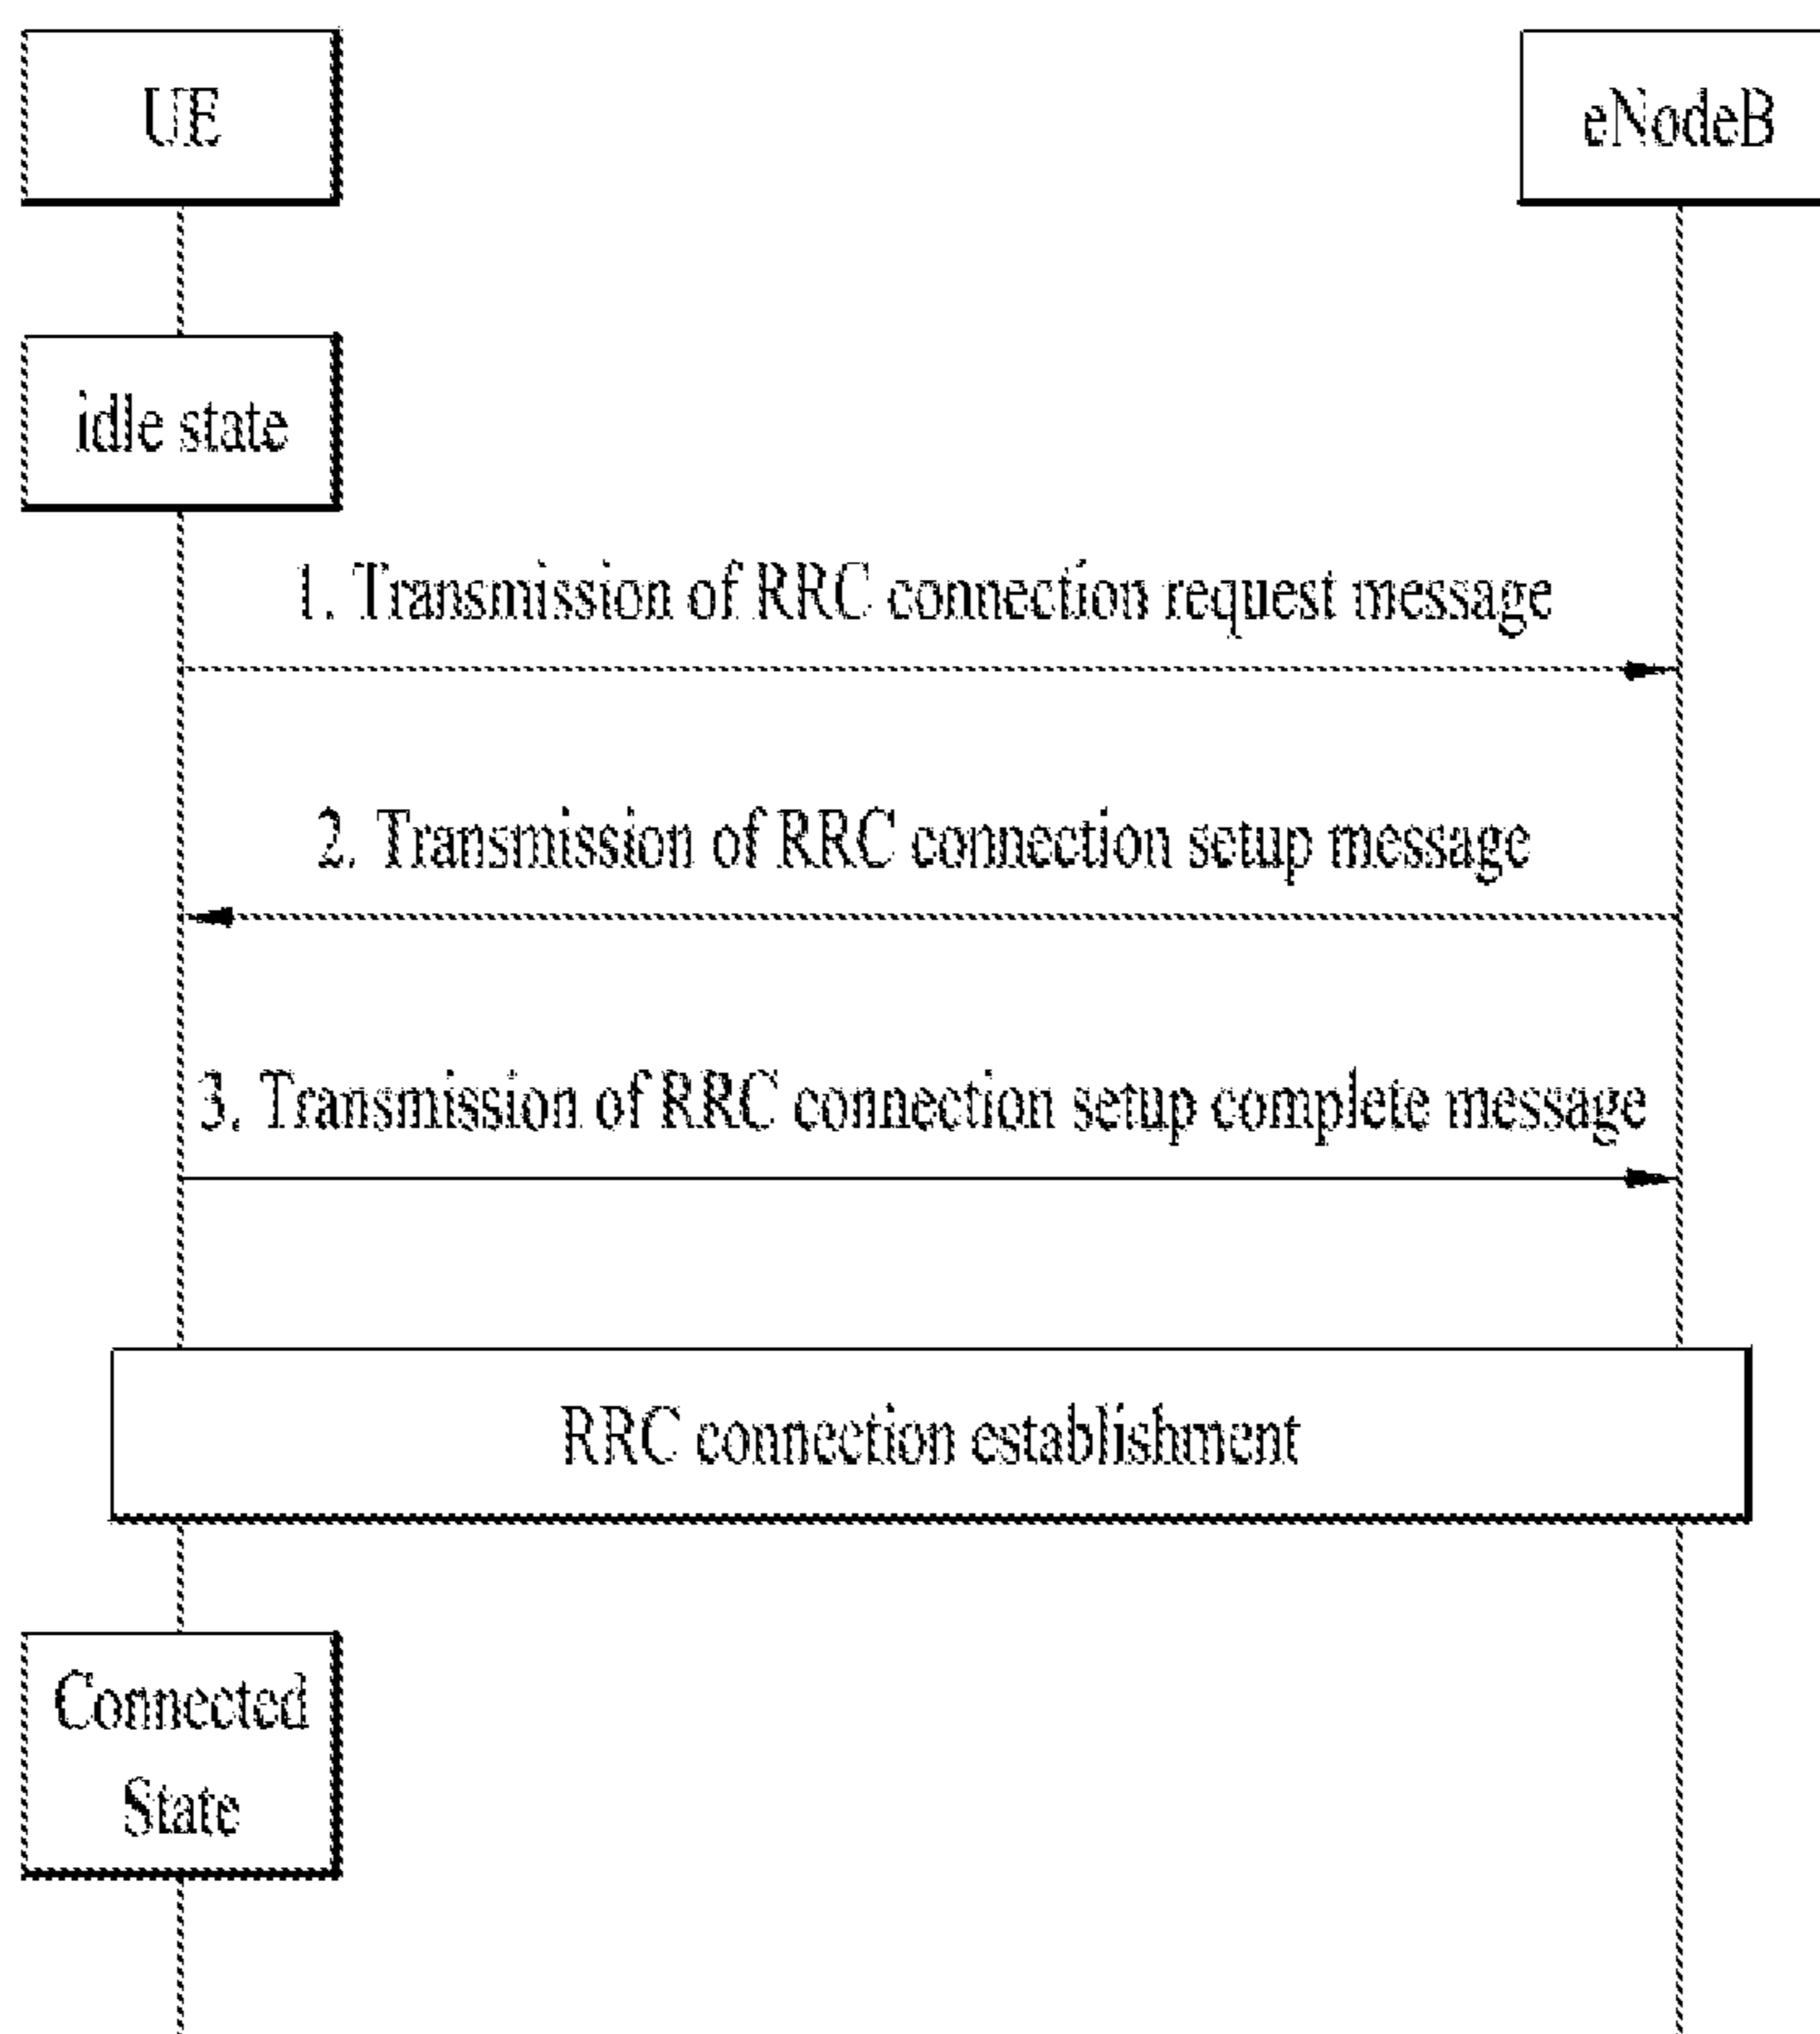 UE
eNodeB
idle state
1. Transmission of RRC connection request message
2. Transmission of RRC connection setup message
3. Transmission of RRC connection setup complete message
RRC connection establishment
Connected
State